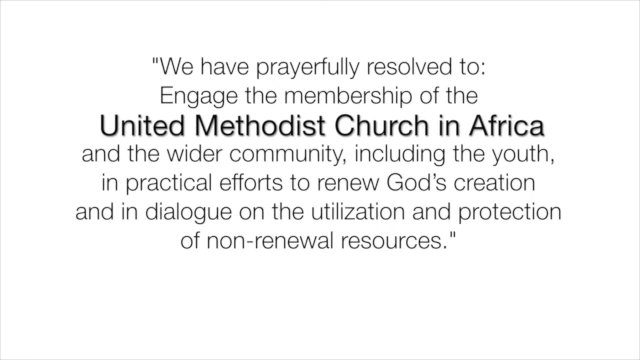 "We have prayerfully resolved to:
Engage the membership of the
United Methodist Church in Africa
and the wider community, including the youth,
in practical efforts to renew God’s creation
and in dialogue on the utilization and protection
of non-renewal resources."